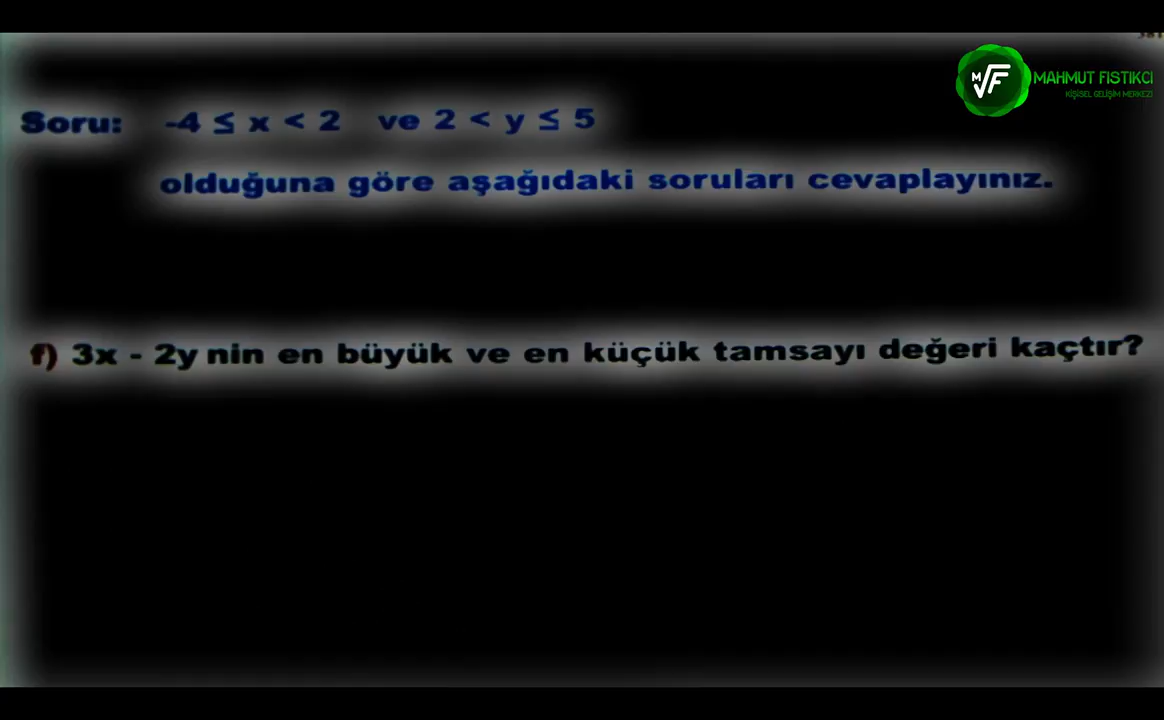 MAHMUT FISTIKCI
KİŞİSEL GELİŞİM MERKEZİ
Soru: -4 ≤ x < 2 ve 2 < y ≤ 5
olduğuna göre aşağıdaki soruları cevaplayınız.
f) 3x - 2y nin en büyük ve en küçük tamsayı değeri kaçtır?